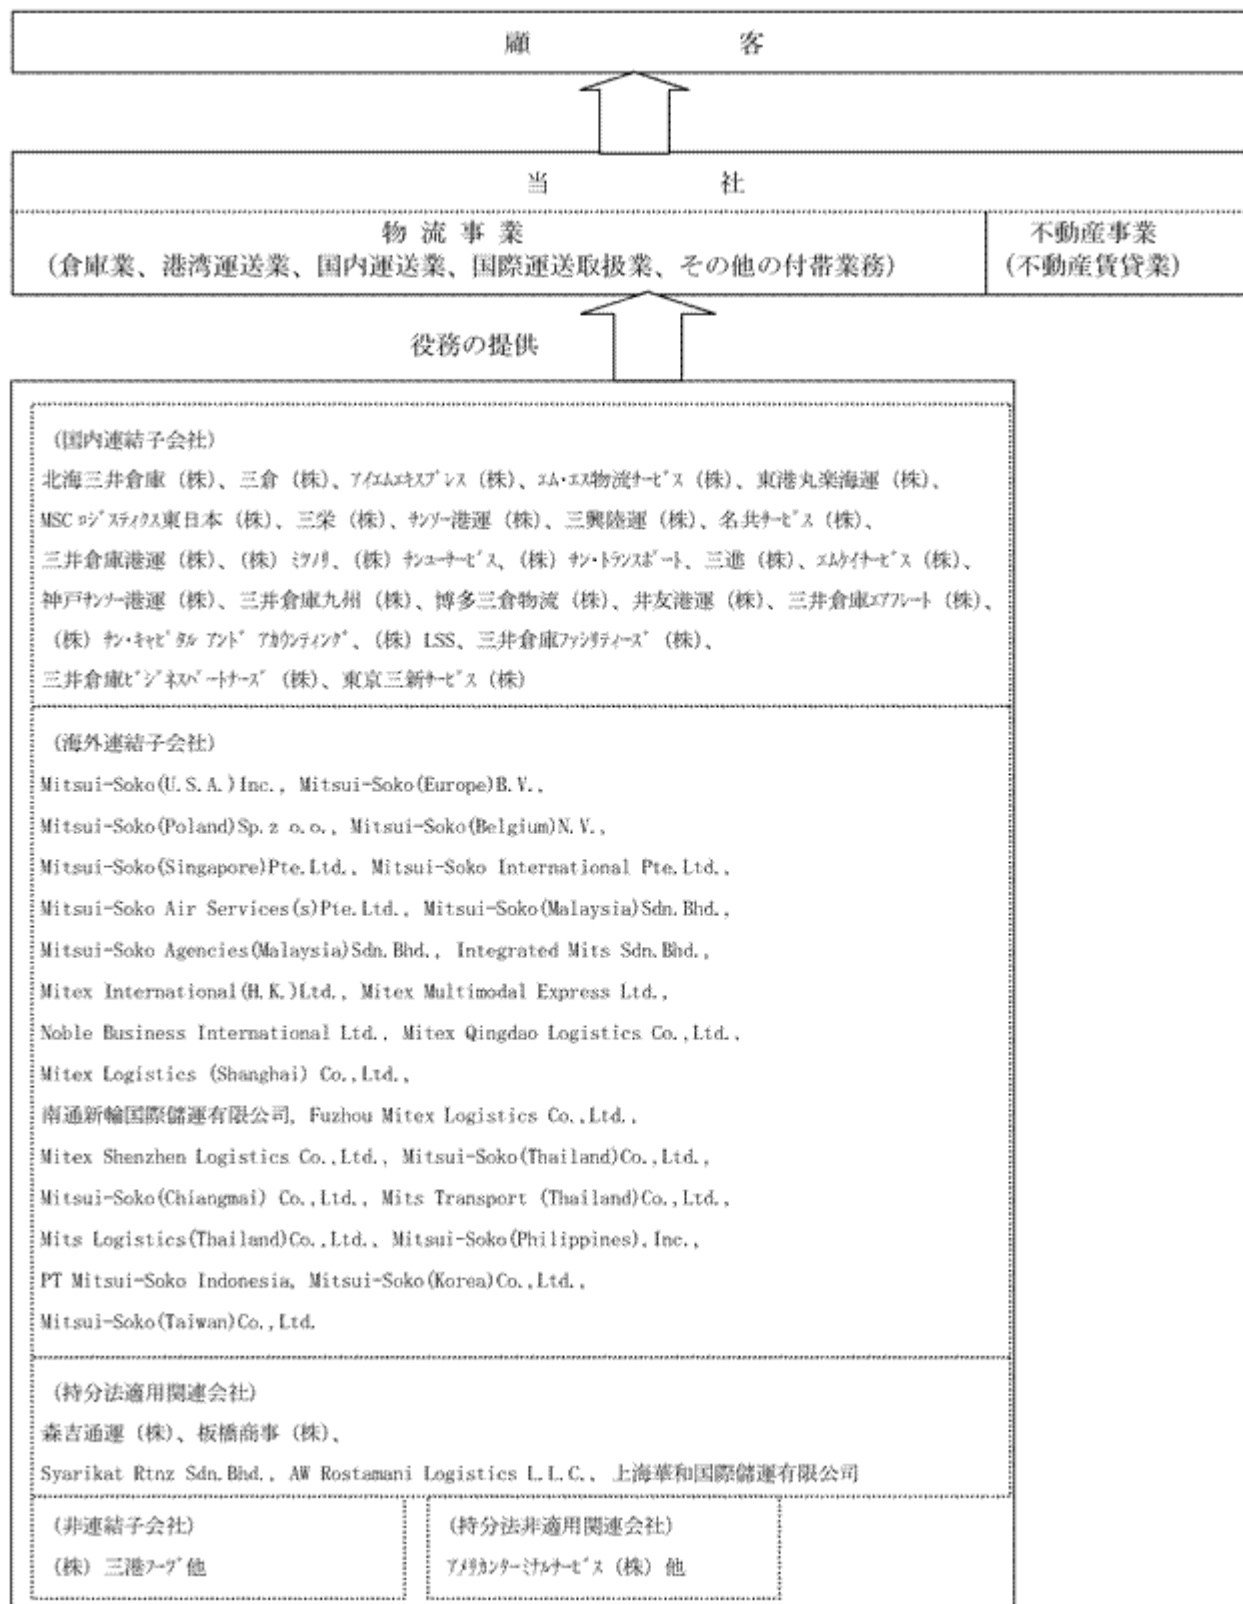 顧　　　　　　　　客
当　　　　　　　社
物 流 事 業
(倉庫業、港湾運送業、国内運送業、国際運送取扱業、その他の付帯業務)
不動産事業
(不動産賃貸業)
役務の提供
(国内連結子会社)
北海三井倉庫 (株)、三倉 (株)、ｱｲｴﾑｴｷｽﾌﾟﾚｽ (株)、ｴﾑ･ｴｽ物流ｻｰﾋﾞｽ (株)、東港丸楽海運 (株)、
MSCﾛｼﾞｽﾃｨｸｽ東日本 (株)、三栄 (株)、ｻﾝｿｰ港運 (株)、三興陸運 (株)、名共ｻｰﾋﾞｽ (株)、
三井倉庫港運 (株)、(株) ﾐﾂﾉﾘ、(株) ｻﾝﾕｰｻｰﾋﾞｽ、(株) ｻﾝ･ﾄﾗﾝｽﾎﾟｰﾄ、三進 (株)、ｴﾑｹｲｻｰﾋﾞｽ (株)、
神戸ｻﾝｿｰ港運 (株)、三井倉庫九州 (株)、博多三倉物流 (株)、井友港運 (株)、三井倉庫ｴｱﾌﾚｰﾄ (株)、
(株) ｻﾝ･ｷｬﾋﾟﾀﾙ ｱﾝﾄﾞ ｱｶｳﾝﾃｨﾝｸﾞ、(株) LSS、三井倉庫ﾌｧｼﾘﾃｨｰｽﾞ (株)、
三井倉庫ﾋﾞｼﾞﾈｽﾊﾟｰﾄﾅｰｽﾞ (株)、東京三新ｻｰﾋﾞｽ (株)
(海外連結子会社)
Mitsui-Soko(U.S.A.)Inc., Mitsui-Soko(Europe)B.V.,
Mitsui-Soko(Poland)Sp.z o.o., Mitsui-Soko(Belgium)N.V.,
Mitsui-Soko(Singapore)Pte.Ltd., Mitsui-Soko International Pte.Ltd.,
Mitsui-Soko Air Services(s)Pte.Ltd., Mitsui-Soko(Malaysia)Sdn.Bhd.,
Mitsui-Soko Agencies(Malaysia)Sdn.Bhd., Integrated Mits Sdn.Bhd.,
Mitex International(H.K.)Ltd., Mitex Multimodal Express Ltd.,
Noble Business International Ltd., Mitex Qingdao Logistics Co.,Ltd.,
Mitex Logistics (Shanghai) Co.,Ltd.,
南通新輪国際儲運有限公司, Fuzhou Mitex Logistics Co.,Ltd.,
Mitex Shenzhen Logistics Co.,Ltd., Mitsui-Soko(Thailand)Co.,Ltd.,
Mitsui-Soko(Chiangmai) Co.,Ltd., Mits Transport (Thailand)Co.,Ltd.,
Mits Logistics(Thailand)Co.,Ltd., Mitsui-Soko(Philippines),Inc.,
PT Mitsui-Soko Indonesia, Mitsui-Soko(Korea)Co.,Ltd.,
Mitsui-Soko(Taiwan)Co.,Ltd.
(持分法適用関連会社)
森吉通運 (株)、板橋商事 (株)、
Syarikat Rtnz Sdn.Bhd., AW Rostamani Logistics L.L.C., 上海華和国際儲運有限公司
(非連結子会社)
(株) 三港ﾌｰｽﾞ他
(持分法非適用関連会社)
ｱﾒﾘｶﾝﾀｰﾐﾅﾙｻｰﾋﾞｽ (株) 他